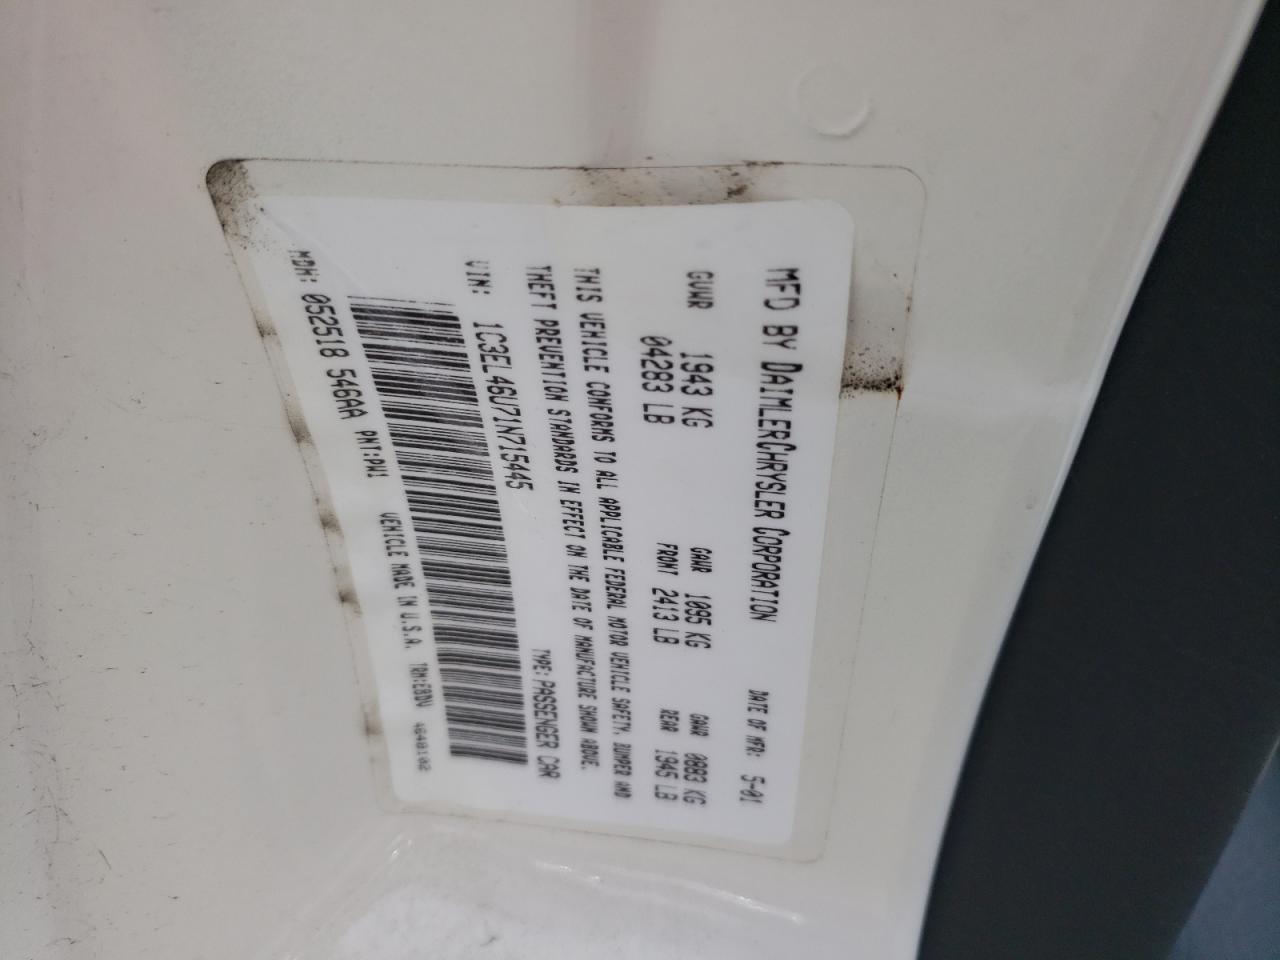 MFD BY DAIMLERCHRYSLER CORPORATION DATE OF MFR: 5-01
GVWR 1943 KG GAWR 1095 KG GAWR 0883 KG
04283 LB FRONT 2413 LB REAR 1945 LB
THIS VEHICLE CONFORMS TO ALL APPLICABLE FEDERAL MOTOR VEHICLE SAFETY, BUMPER AND
THEFT PREVENTION STANDARDS IN EFFECT ON THE DATE OF MANUFACTURE SHOWN ABOVE.
VIN: 1C3EL46U71N715445 TYPE: PASSENGER CAR
MDH: 052518 546AA PNT:PW1 VEHICLE MADE IN U.S.A. TRM:E8DV 4648102